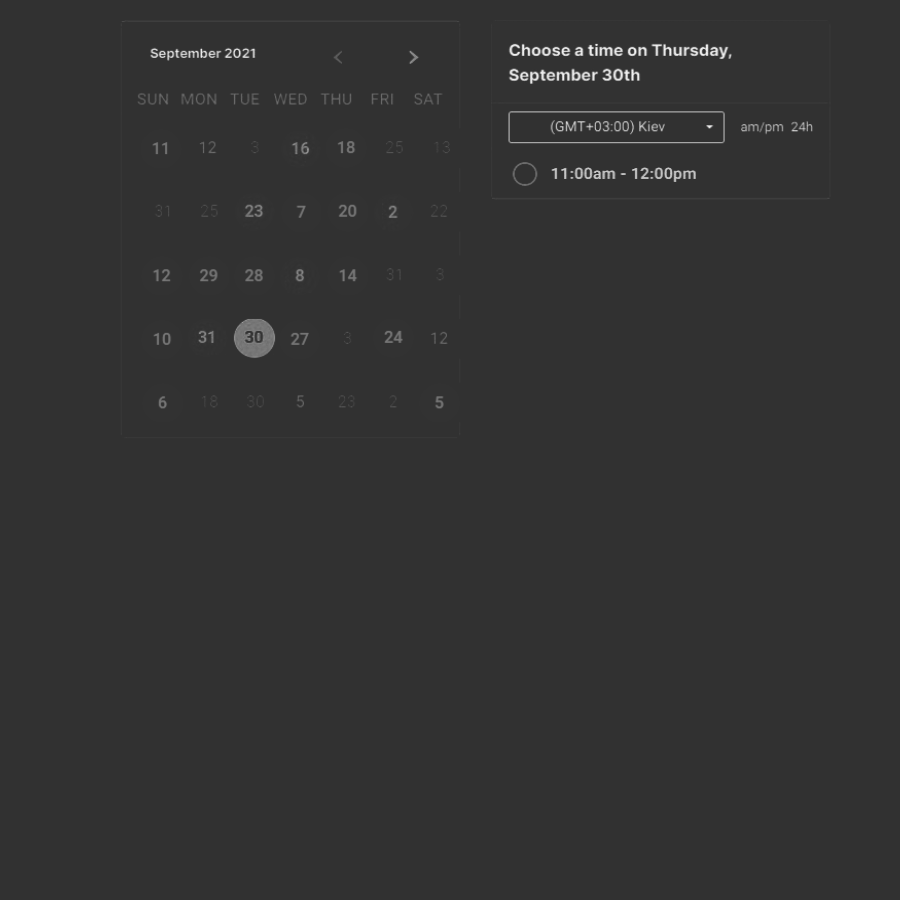 September 2021
SUN MON TUE WED THU FRI SAT
11 12 3 16 18 25 13
31 25 23 7 20 2 22
12 29 28 8 14 31 3
10 31 30 27 3 24 12
6 18 30 5 23 2 5
Choose a time on Thursday,
September 30th
(GMT+03:00) Kiev am/pm 24h
11:00am - 12:00pm